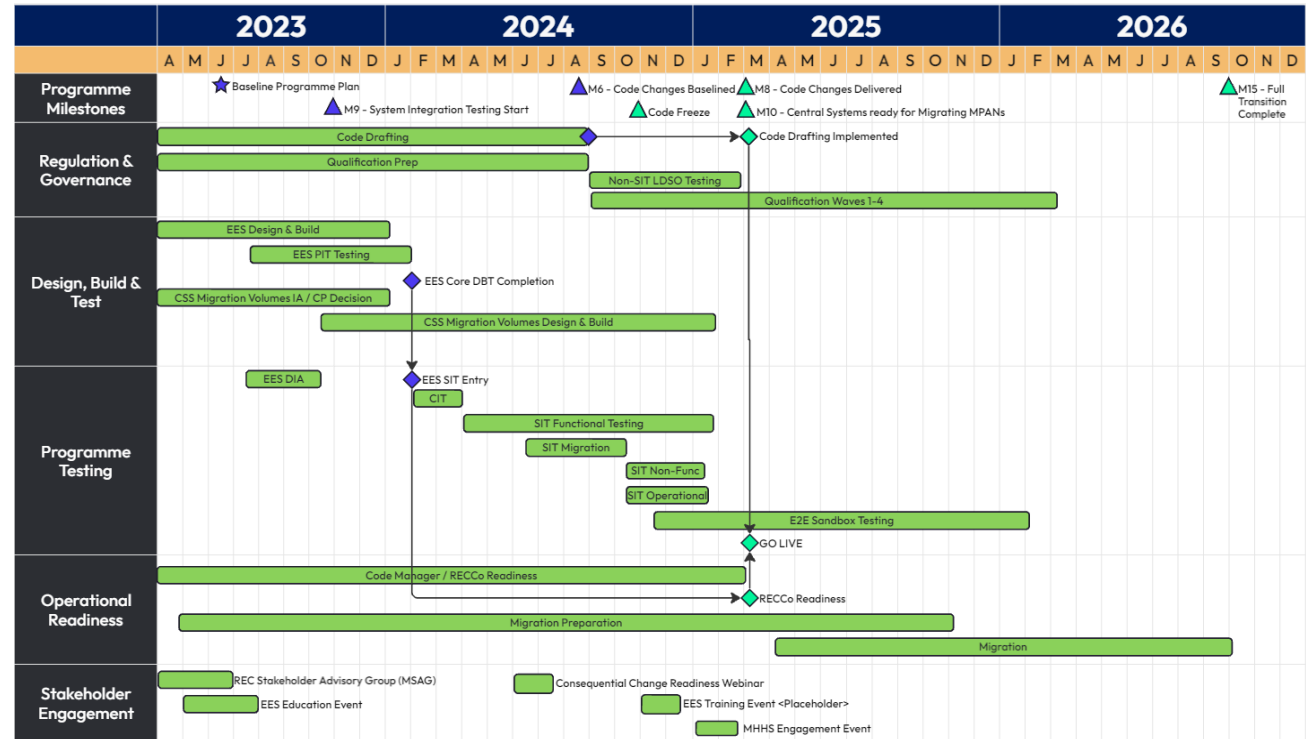 2023 2024 2025 2026
A M J J A S O N D J F M A M J J A S O N D J F M A M J J A S O N D J F M A M J J A S O N D
Programme
Milestones
Baseline Programme Plan
M6 - Code Changes Baselined
M8 - Code Changes Delivered
M15 - Full
Transition
Complete
M9 - System Integration Testing Start
Code Freeze
M10 - Central Systems ready for Migrating MPANs
Regulation &
Governance
Code Drafting
Code Drafting Implemented
Qualification Prep
Non-SIT LDSO Testing
Qualification Waves 1-4
Design, Build &
Test
EES Design & Build
EES PIT Testing
EES Core DBT Completion
CSS Migration Volumes IA / CP Decision
CSS Migration Volumes Design & Build
Programme
Testing
EES DIA
EES SIT Entry
CIT
SIT Functional Testing
SIT Migration
SIT Non-Func
SIT Operational
E2E Sandbox Testing
GO LIVE
Operational
Readiness
Code Manager / RECCo Readiness
RECCo Readiness
Migration Preparation
Migration
Stakeholder
Engagement
REC Stakeholder Advisory Group (MSAG)
Consequential Change Readiness Webinar
EES Education Event
EES Training Event <Placeholder>
MHHS Engagement Event